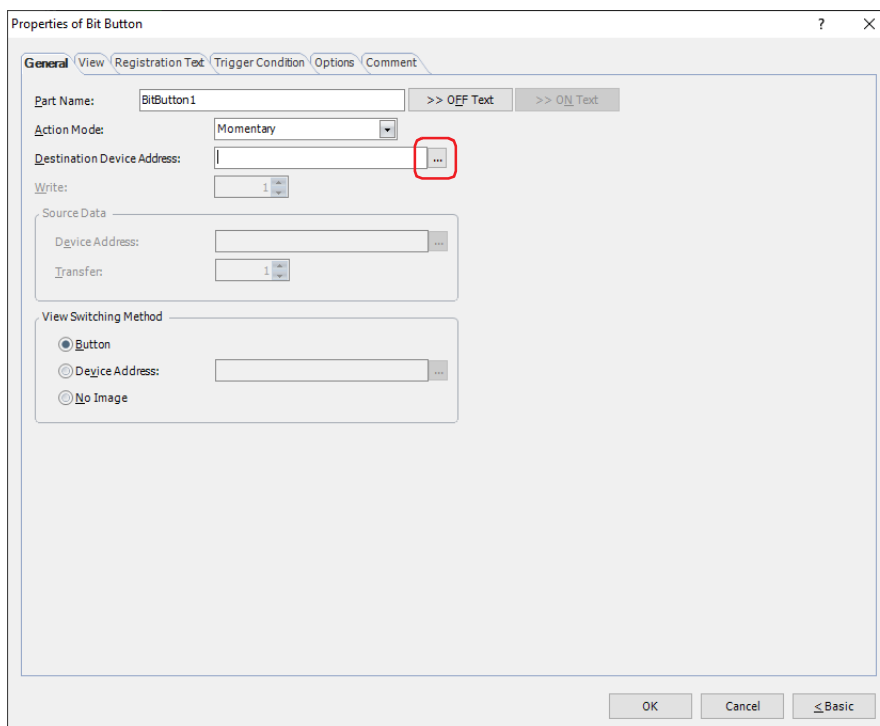 Properties of Bit Button ?
General View Registration Text Trigger Condition Options Comment
Part Name: BitButton1 >> OFF Text >> ON Text
Action Mode: Momentary
Destination Device Address: ...
Write: 1
Source Data
Device Address: ...
Transfer: 1
View Switching Method
Button
Device Address: ...
No Image
OK Cancel < Basic